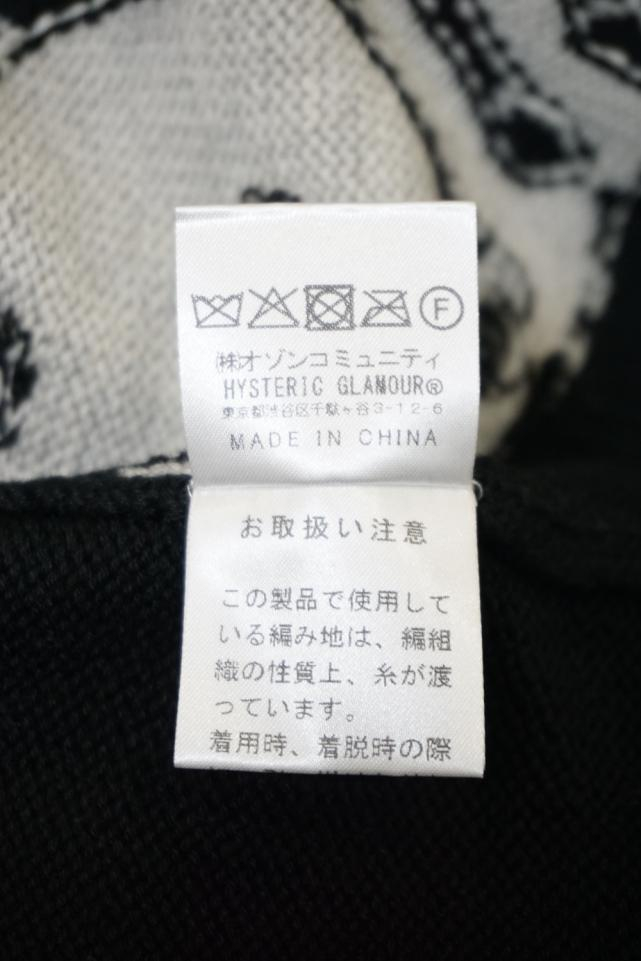 F
㈱オゾンコミュニティ
HYSTERIC GLAMOUR®
東京都渋谷区千駄ヶ谷3-12-6
MADE IN CHINA
お取扱い注意
この製品で使用して
いる編み地は、編組
織の性質上、糸が渡
っています。
着用時、着脱時の際